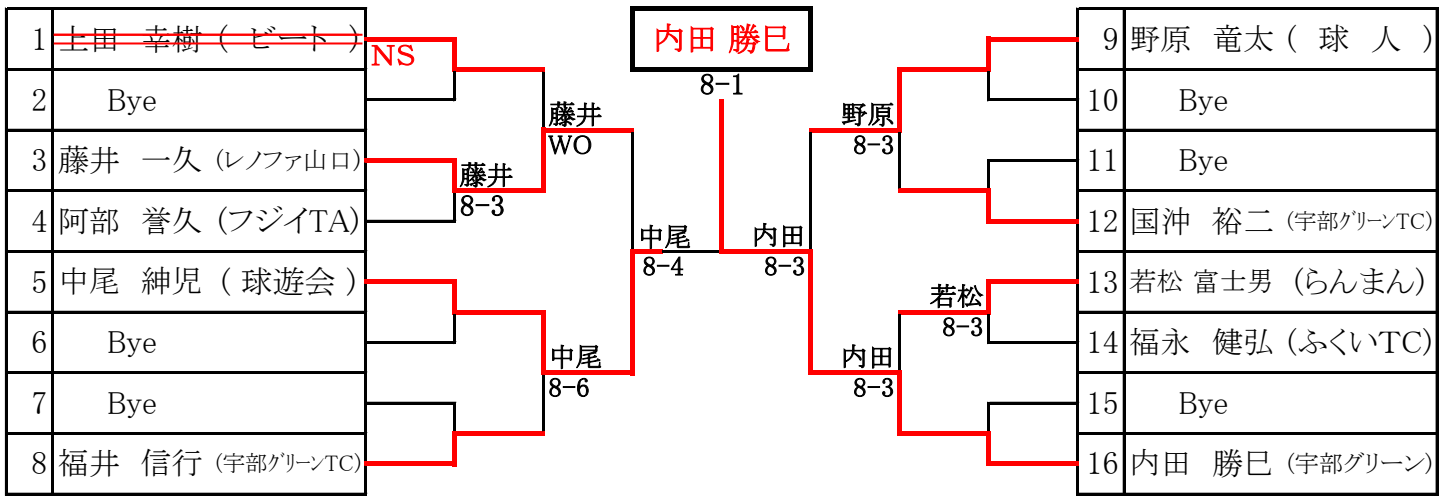 1 上田 幸樹 ( ビート )
NS
2 Bye
3 藤井 一久 (レノファ山口)
4 阿部 誉久 (フジイTA)
5 中尾 紳児 ( 球遊会 )
6 Bye
7 Bye
8 福井 信行 (宇部グリーンTC)
藤井
8-3
藤井
WO
中尾
8-6
中尾
8-4
内田 勝巳
8-1
内田
8-3
野原
8-3
内田
8-3
若松
8-3
9 野原 竜太 ( 球 人 )
10 Bye
11 Bye
12 国沖 裕二 (宇部グリーンTC)
13 若松 富士男 (らんまん)
14 福永 健弘 (ふくいTC)
15 Bye
16 内田 勝巳 (宇部グリーン)